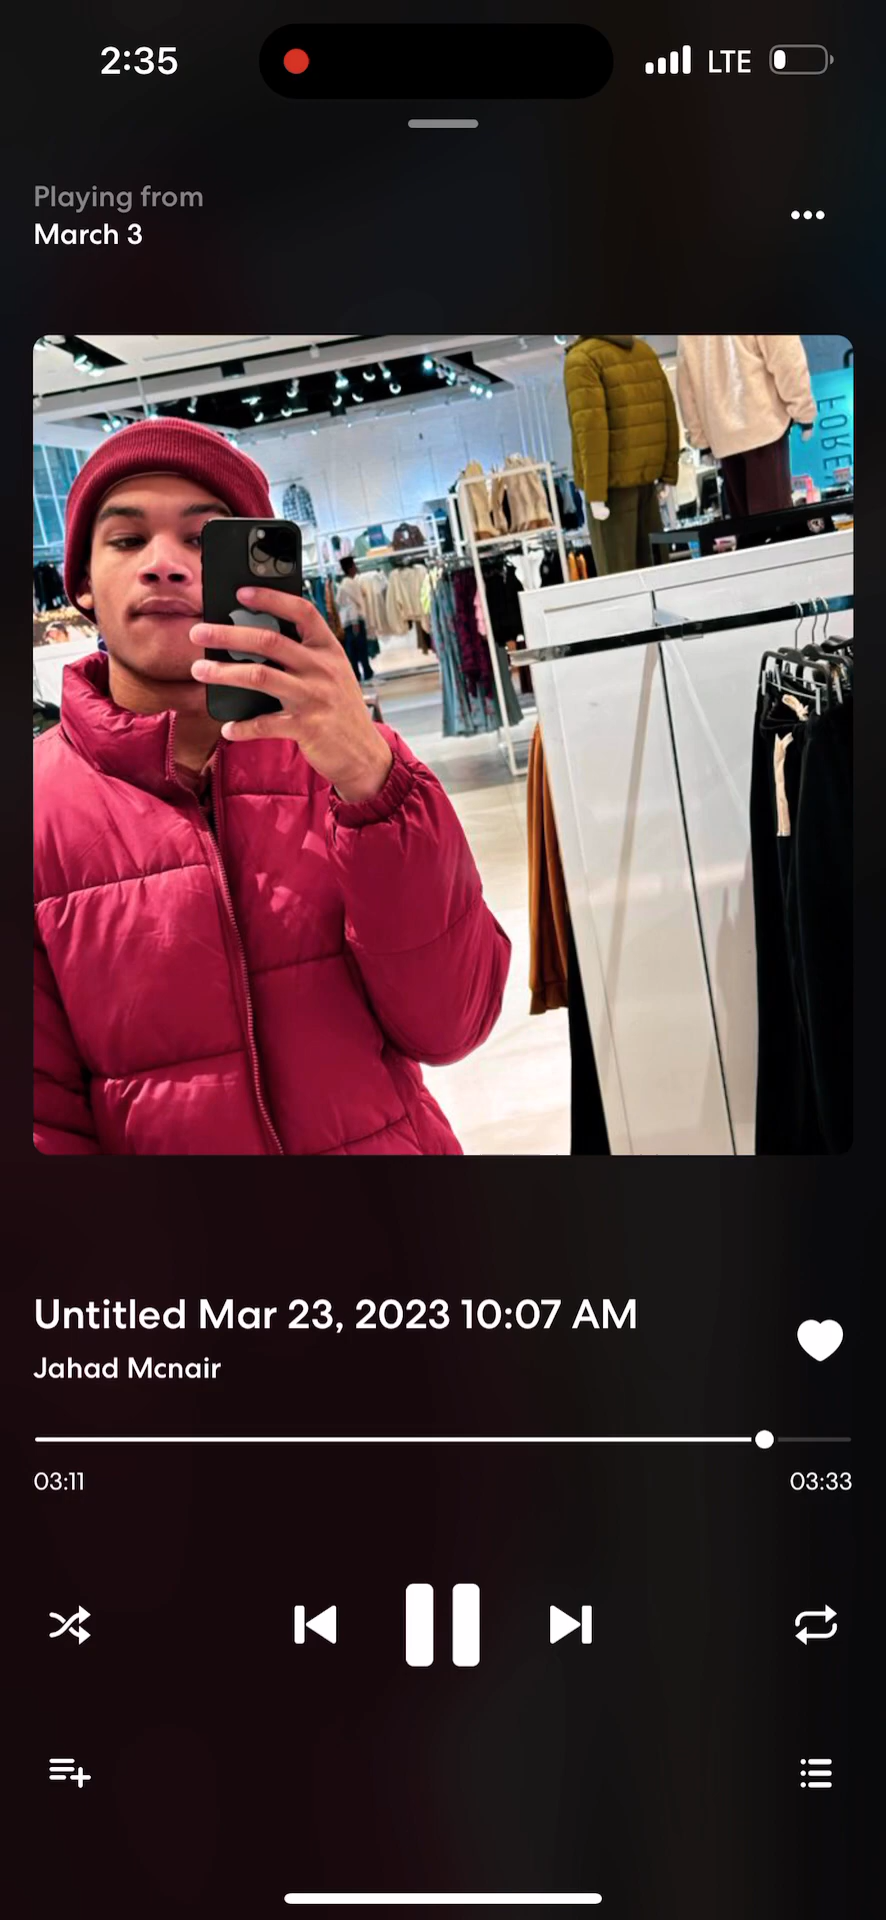 2:35
LTE
Playing from
March 3
FORE
Untitled Mar 23, 2023 10:07 AM
Jahad Mcnair
03:11
03:33